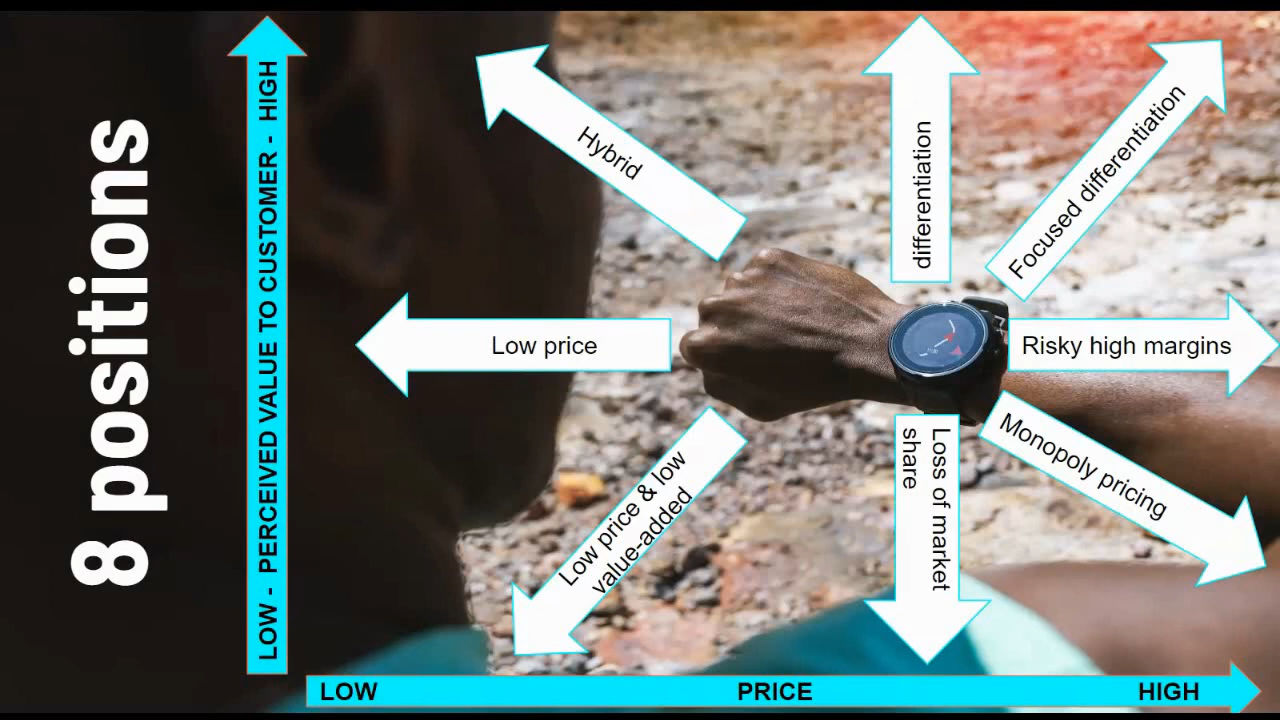 8 positions
LOW - PERCEIVED VALUE TO CUSTOMER - HIGH
Hybrid
differentiation
Focused differentiation
Low price
Risky high margins
Low price & low
value-added
Loss of market
share
Monopoly pricing
LOW PRICE HIGH